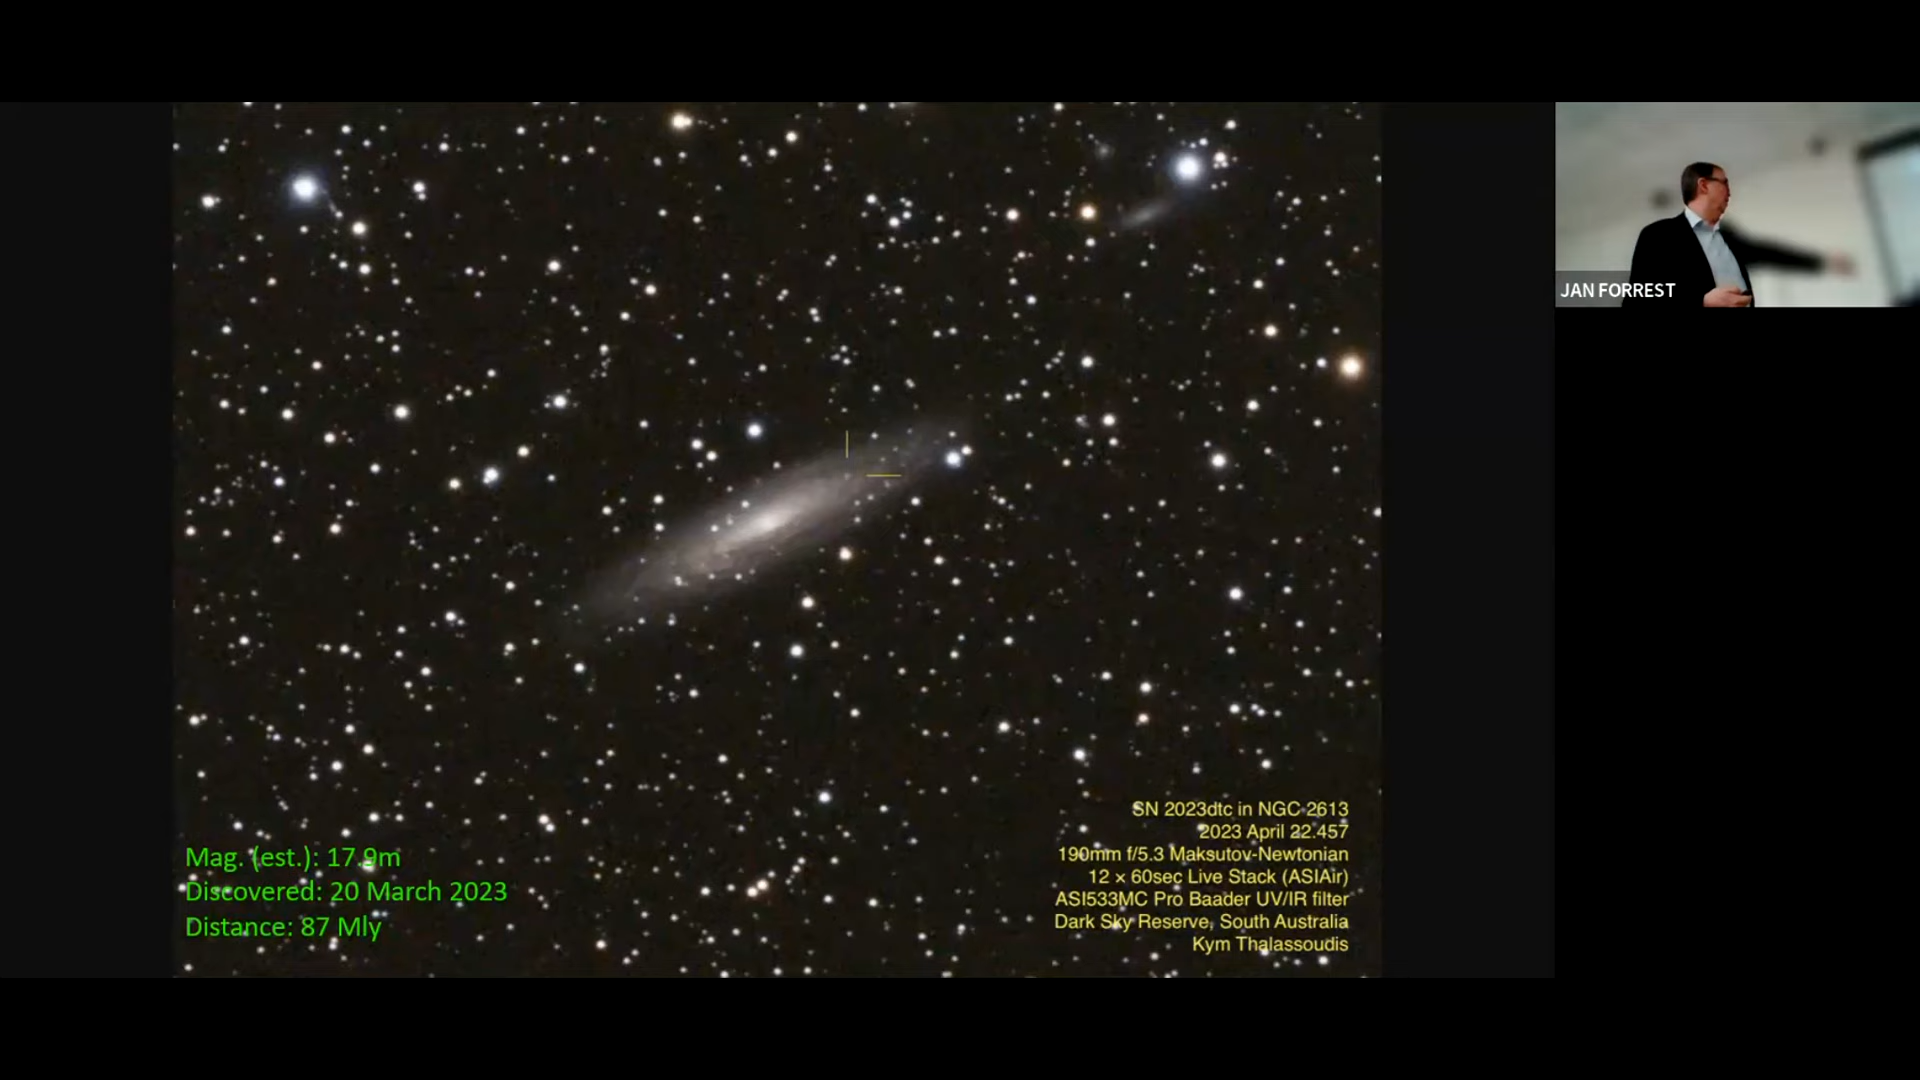 JAN FORREST
SN 2023dtc in NGC 2613
2023 April 22.457
190mm f/5.3 Maksutov-Newtonian
12 × 60sec Live Stack (ASIAir)
ASI533MC Pro Baader UV/IR filter
Dark Sky Reserve, South Australia
Kym Thalassoudis
Mag. (est.): 17.9m
Discovered: 20 March 2023
Distance: 87 Mly